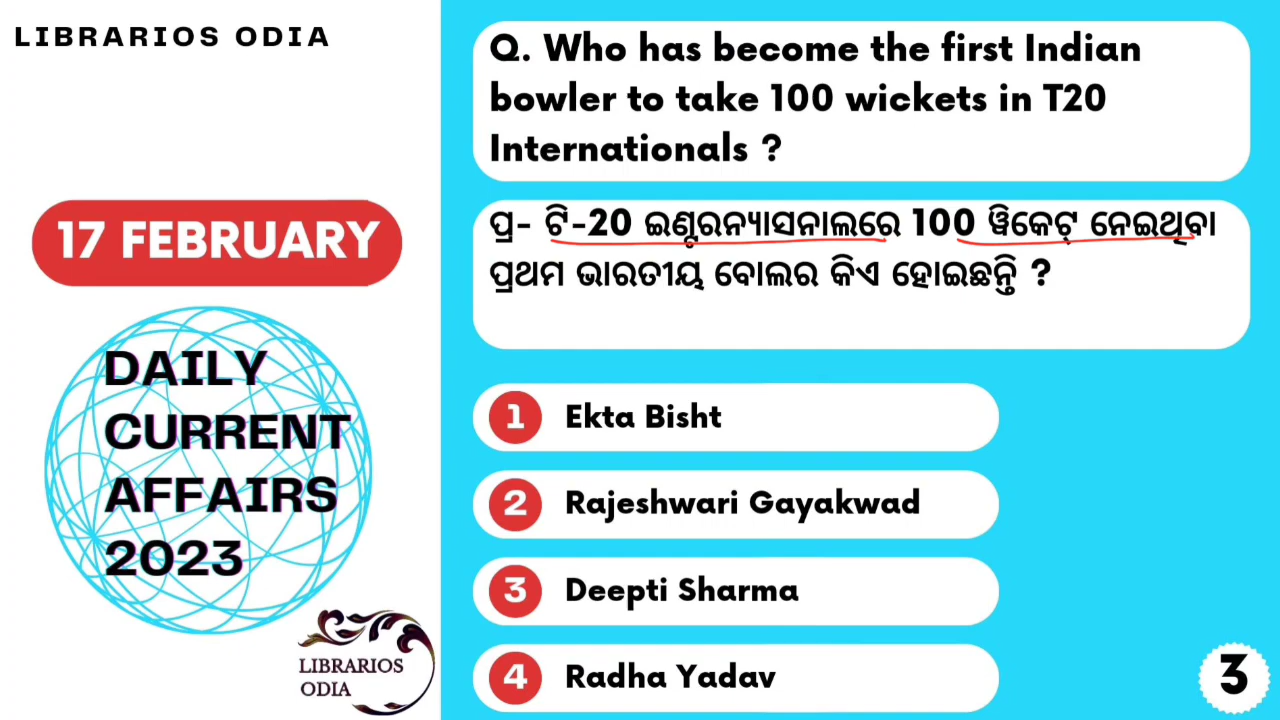 LIBRARIOS ODIA
17 FEBRUARY
DAILY
CURRENT
AFFAIRS
2023
LIBRARIOS
ODIA
Q. Who has become the first Indian
bowler to take 100 wickets in T20
Internationals ?
ପ୍ର- ଟି-20 ଇଣ୍ଟରନ୍ୟାସନାଲରେ 100 ୱିକେଟ୍ ନେଇଥିବା
ପ୍ରଥମ ଭାରତୀୟ ବୋଲର କିଏ ହୋଇଛନ୍ତି ?
1 Ekta Bisht
2 Rajeshwari Gayakwad
3 Deepti Sharma
4 Radha Yadav
3